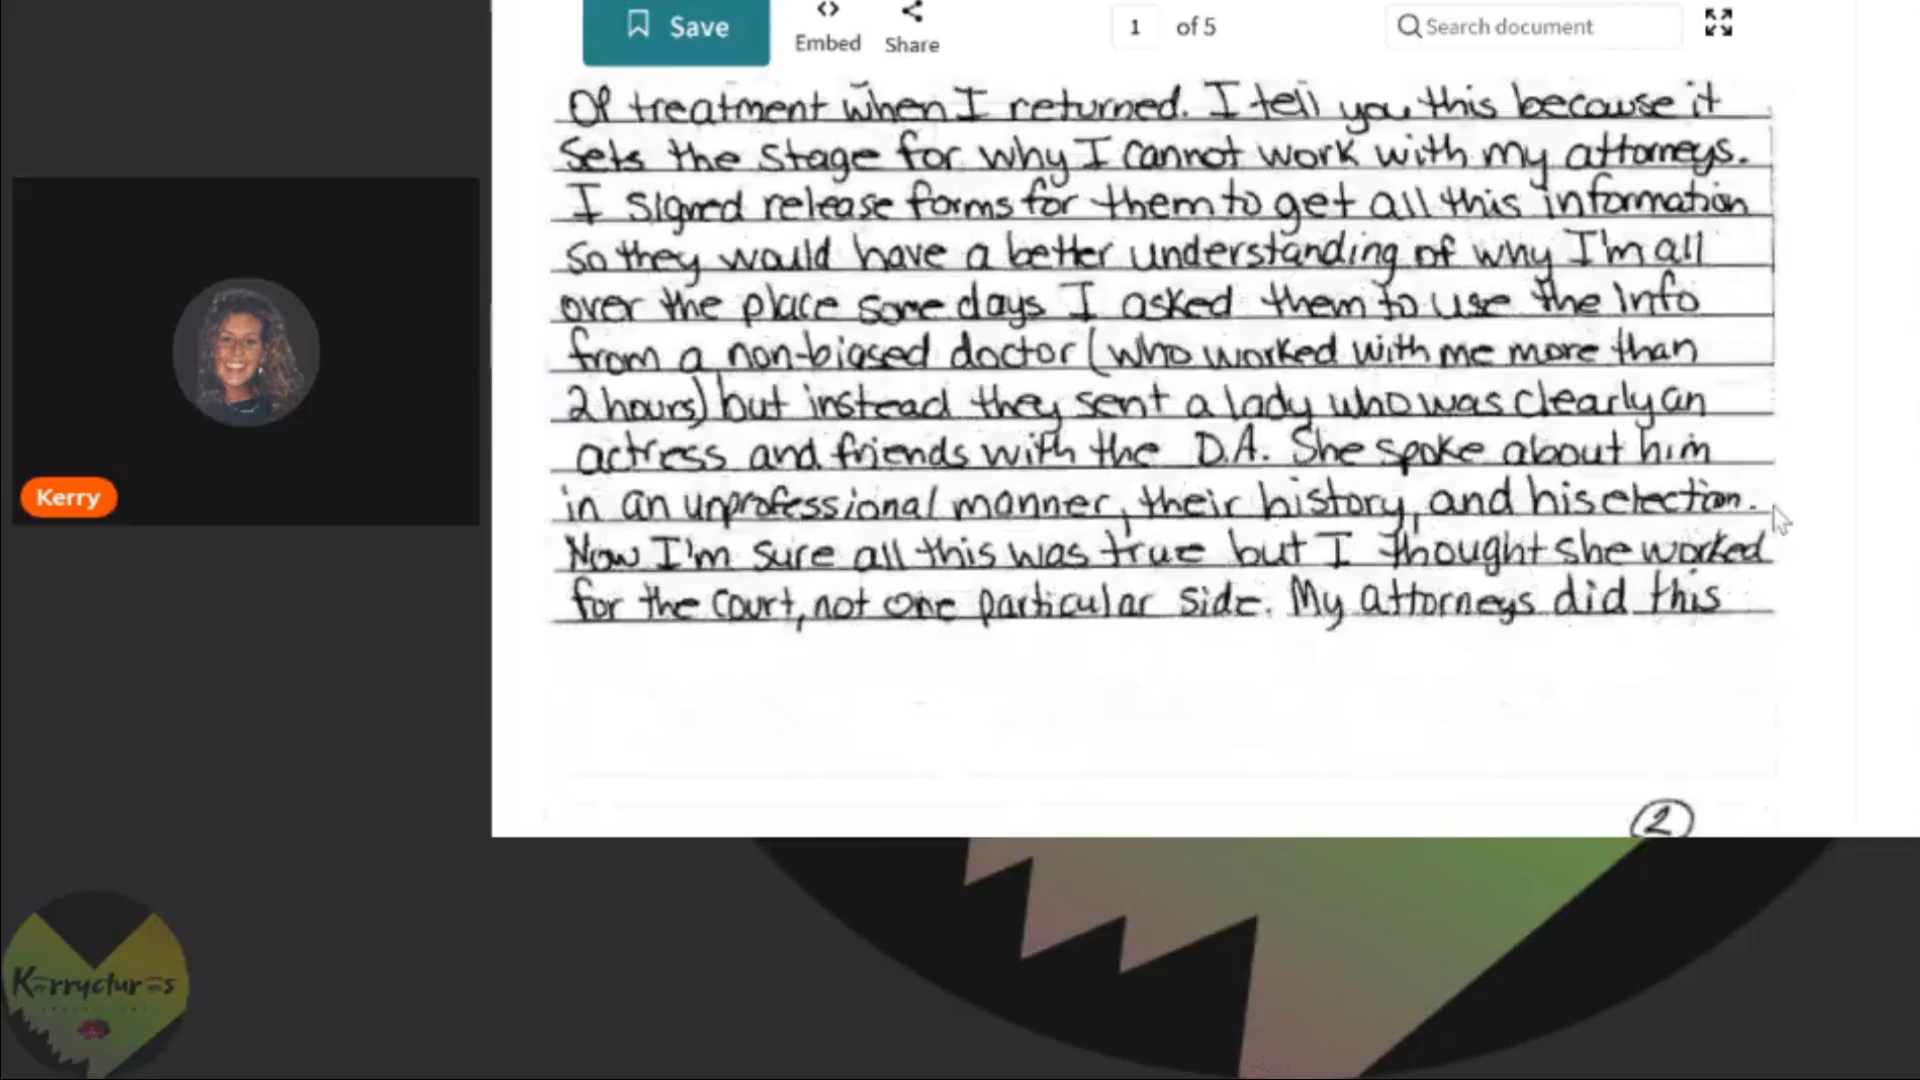 Save
Embed
Share
1 of 5
Search document
Of treatment when I returned. I tell you this because it
Sets the stage for why I cannot work with my attorneys.
I signed release forms for them to get all this information
so they would have a better understanding of why I'm all
over the place some days I asked them to use the info
from a non-biased doctor (who worked with me more than
2 hours) but instead they sent a lady who was clearly an
actress and friends with the D.A. She spoke about him
in an unprofessional manner, their history, and his election.
Now I'm sure all this was true but I thought she worked
for the court, not one particular side. My attorneys did this
2
Kerry
Kerryctures